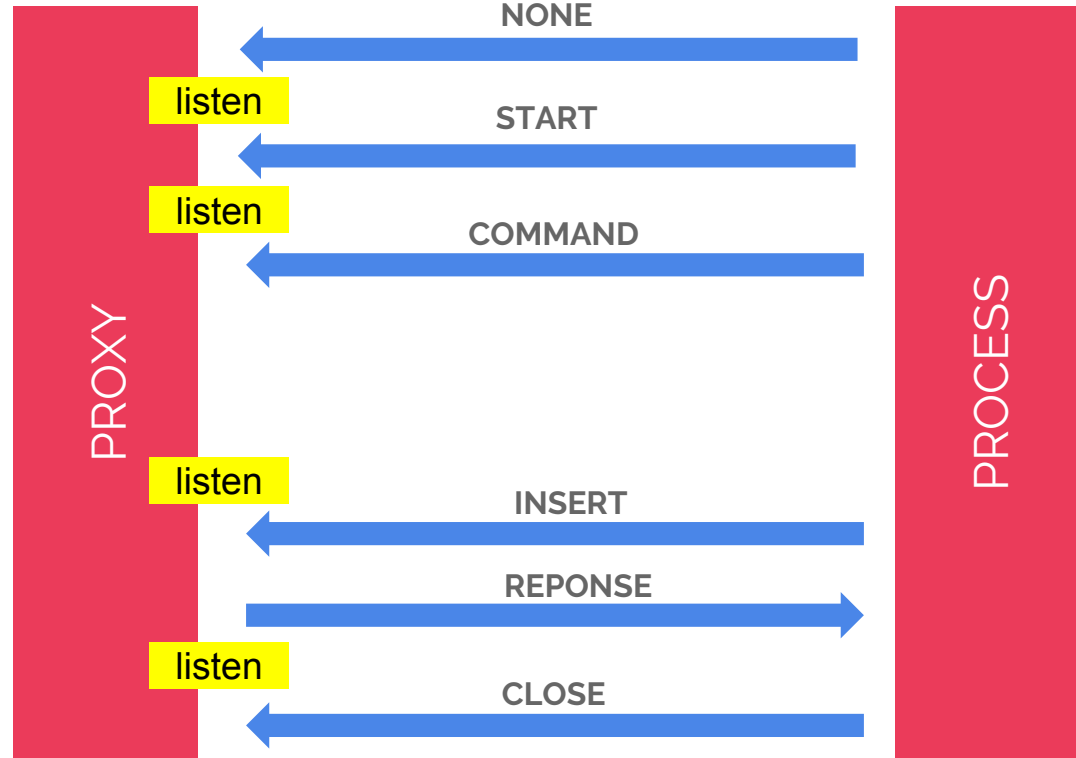 NONE
listen
START
listen
COMMAND
PROXY
PROCESS
listen
INSERT
REPONSE
listen
CLOSE